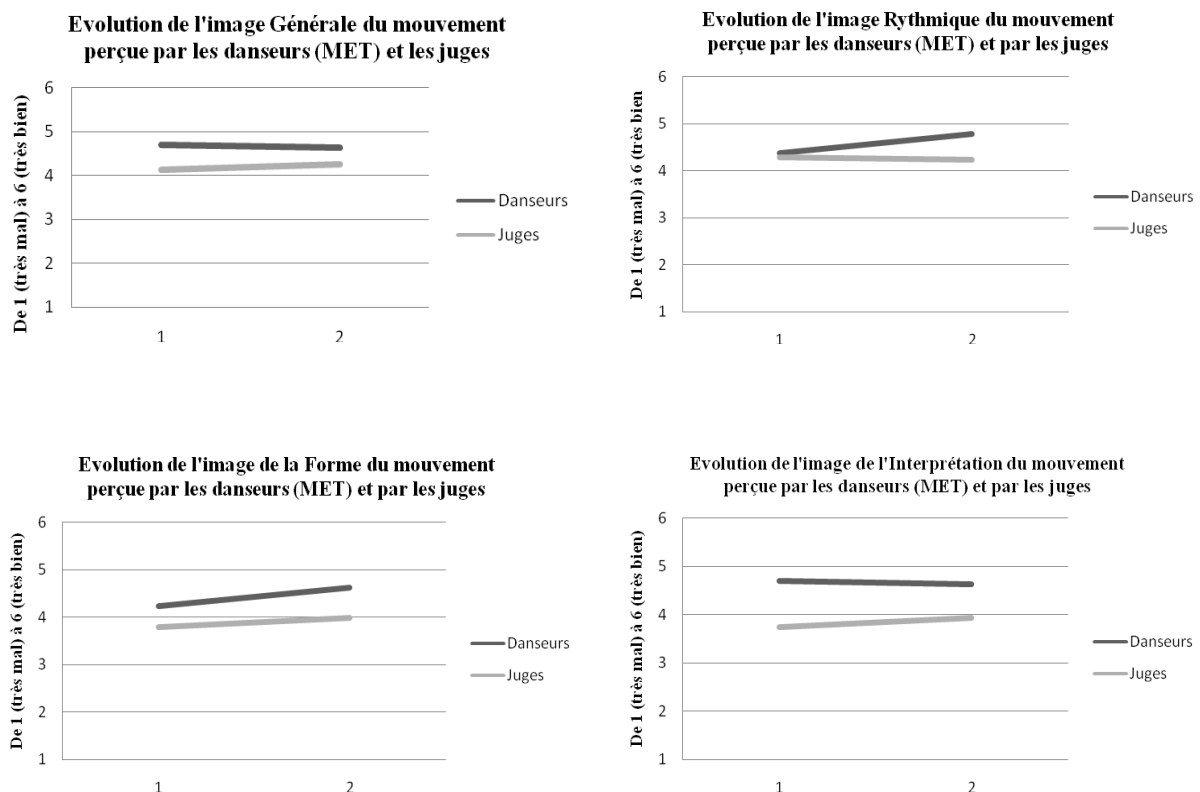 Evolution de l'image Générale du mouvement
perçue par les danseurs (MET) et les juges
De 1 (très mal) à 6 (très bien)
6
5
4
3
2
1
1
2
Danseurs
Juges
Evolution de l'image Rythmique du mouvement
perçue par les danseurs (MET) et par les juges
De 1 (très mal) à 6 (très bien
6
5
4
3
2
1
1
2
Danseurs
Juges
Evolution de l'image de la Forme du mouvement
perçue par les danseurs (MET) et par les juges
De 1 (très mal) à 6 (très bien)
6
5
4
3
2
1
1
2
Danseurs
Juges
Evolution de l'image de l'Interprétation du mouvement
perçue par les danseurs (MET) et par les juges
De 1 (très mal) à 6 (très bien)
6
5
4
3
2
1
1
2
Danseurs
Juges